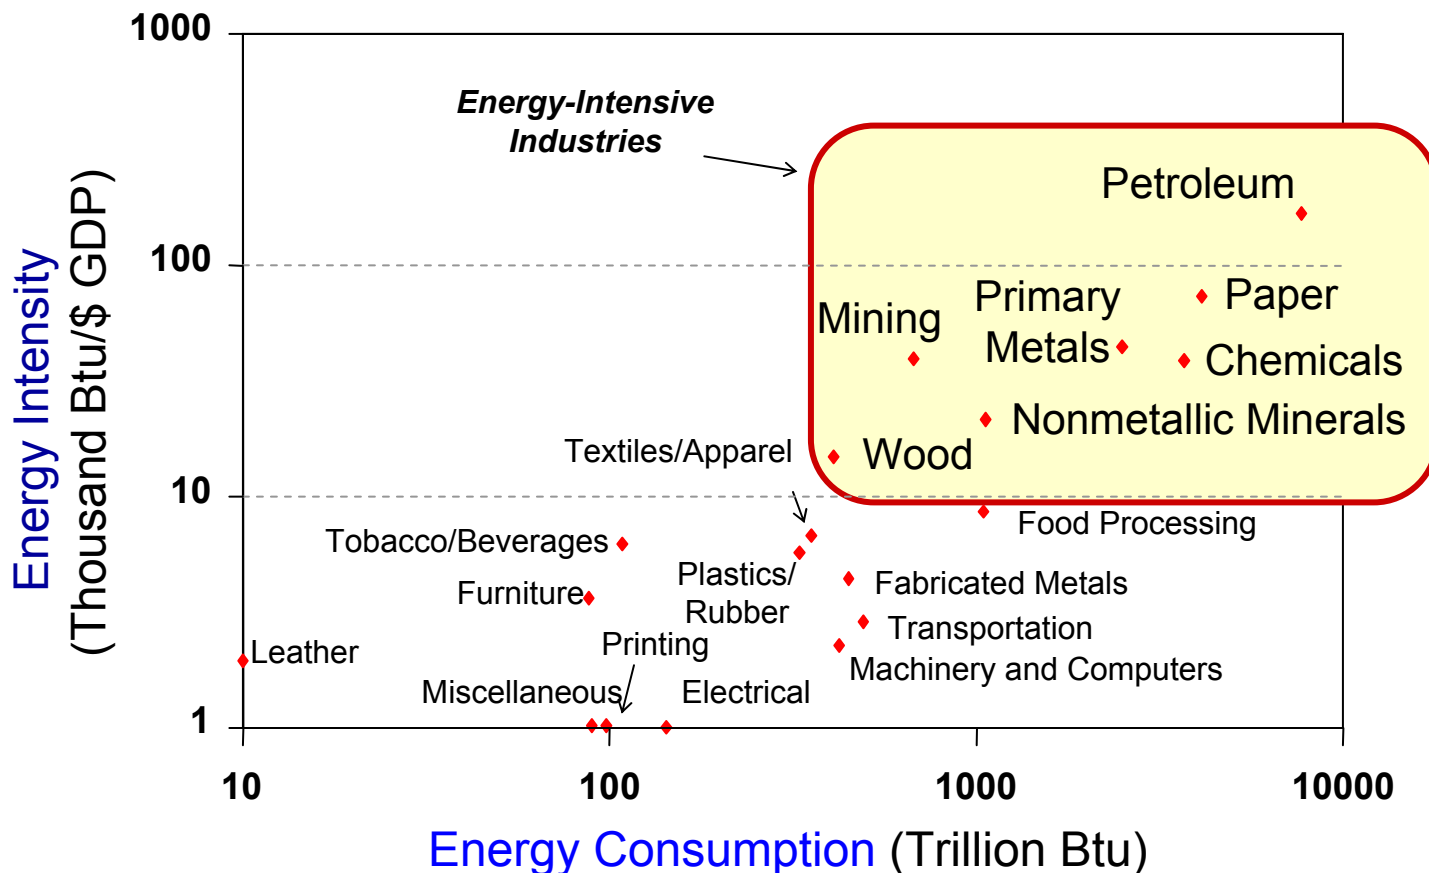 1000
Energy-Intensive
Industries
Petroleum
100
Primary
Metals
Paper
Mining
Chemicals
Nonmetallic Minerals
Textiles/Apparel
Wood
10
Food Processing
Tobacco/Beverages
Plastics/
Rubber
Fabricated Metals
Furniture
Transportation
Printing
Leather
Machinery and Computers
Miscellaneous
Electrical
1
10
100
1000
10000
Energy Intensity
(Thousand Btu/$ GDP)
Energy Consumption (Trillion Btu)